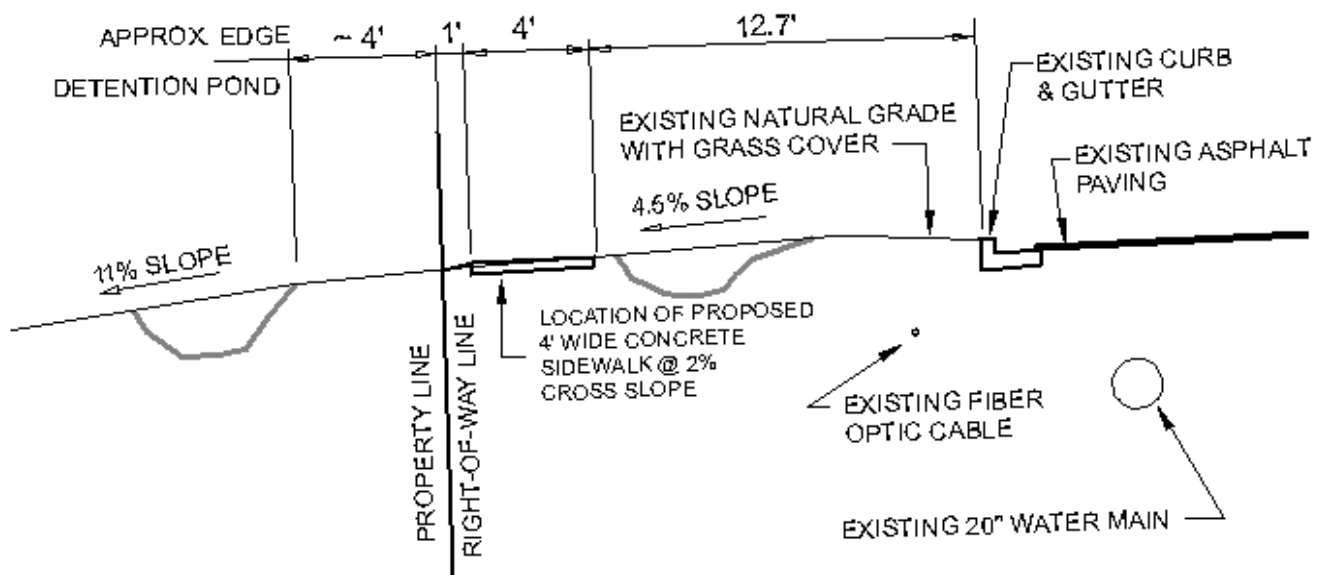 APPROX. EDGE
DETENTION POND
~ 4'
1'
4'
12.7'
EXISTING CURB
& GUTTER
EXISTING NATURAL GRADE
WITH GRASS COVER
EXISTING ASPHALT
PAVING
4.5% SLOPE
11% SLOPE
LOCATION OF PROPOSED
4' WIDE CONCRETE
SIDEWALK @ 2%
CROSS SLOPE
PROPERTY LINE
RIGHT-OF-WAY LINE
EXISTING FIBER
OPTIC CABLE
EXISTING 20" WATER MAIN